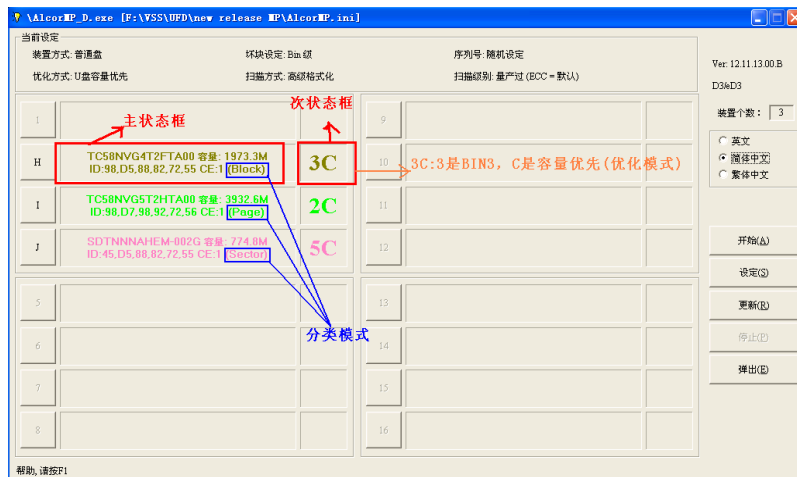 \AlcorMP_D.exe [F:\VSS\UFD\new release MP\AlcorMP.ini]
当前设定
装置方式: 普通盘 坏块设定: Bin 级 序列号: 随机设定
优化方式: U盘容量优先 扫描方式: 高级格式化 扫描级别: 量产过 (ECC = 默认)
Ver: 12.11.13.00.B
D3/eD3
装置个数： 3
英文
简体中文
繁体中文
主状态框 次状态框
1 9
H TC58NVG4T2FTA00 容量: 1973.3M
ID:98,D5,88,82,72,55 CE:1 (Block) 3C 10 3C:3是BIN3，C是容量优先(优化模式)
I TC58NVG5T2HTA00 容量: 3932.6M
ID:98,D7,98,92,72,56 CE:1 (Page) 2C 11
J SDTNNNAHEM-002G 容量: 774.8M
ID:45,D5,88,82,72,55 CE:1 (Sector) 5C 12
5 13
分类模式
6 14
7 15
8 16
开始(A)
设定(S)
更新(R)
停止(P)
弹出(E)
帮助, 请按F1